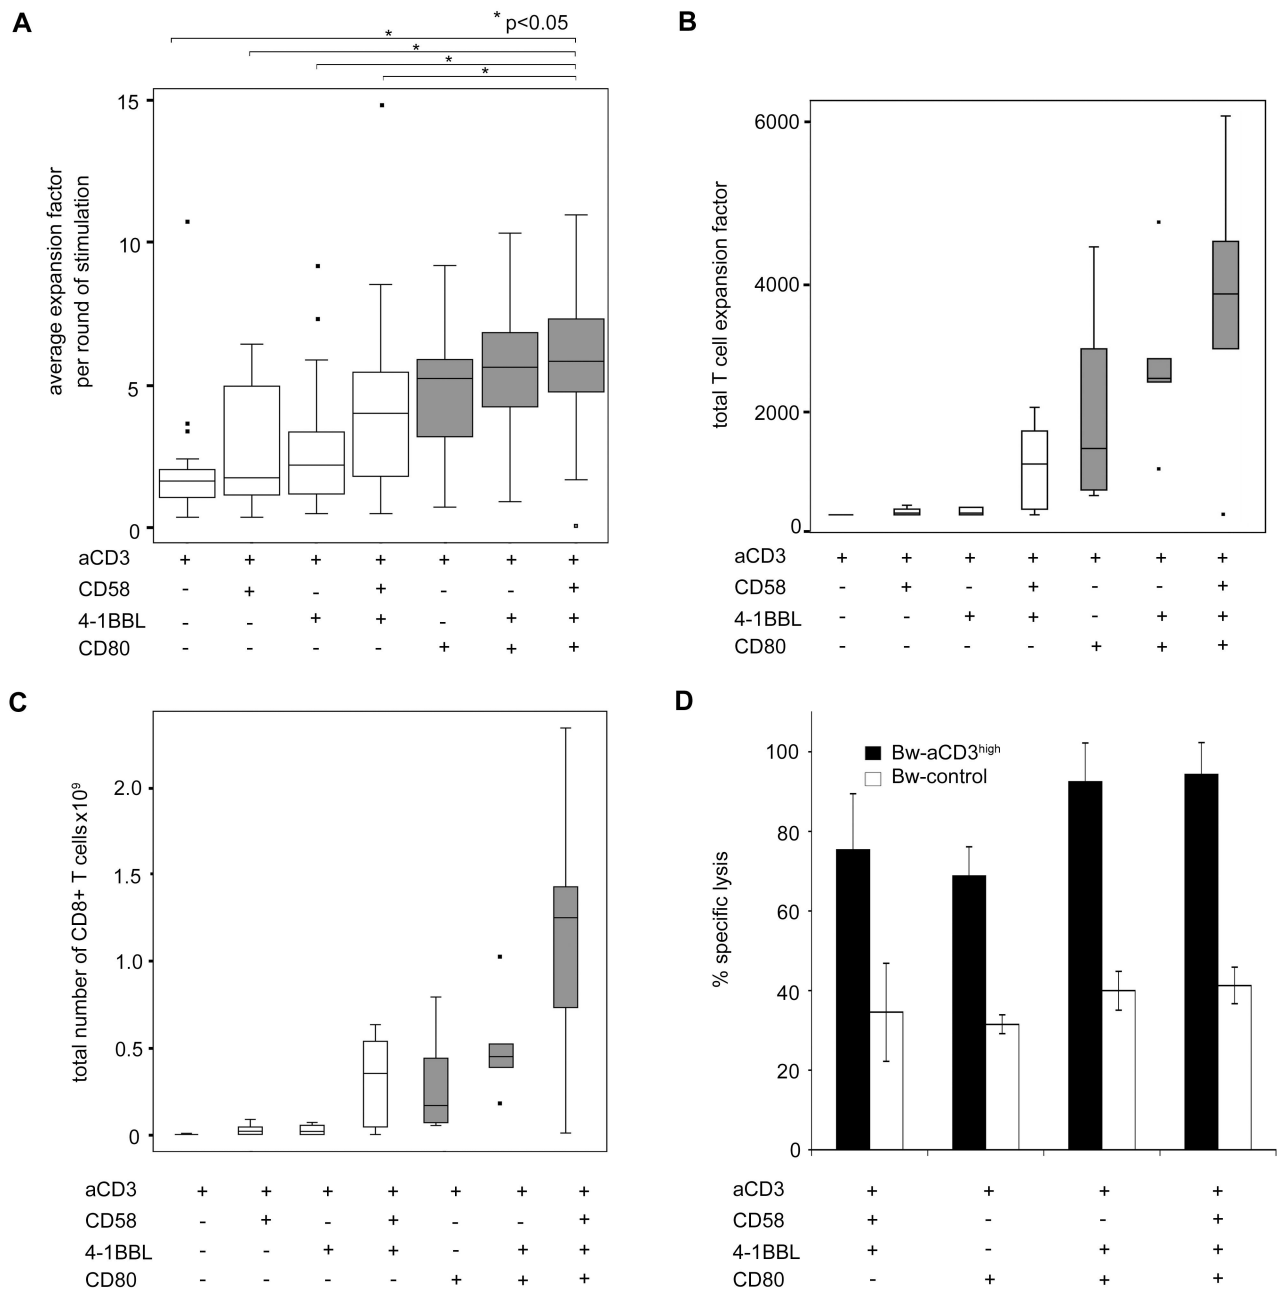 A
* p<0.05
*
*
*
*
average expansion factor
per round of stimulation
15
10
5
0
aCD3 + + + + + + +
CD58 - + - + - - +
4-1BBL - - + + - + +
CD80 - - - - + + +
B
total T cell expansion factor
6000
4000
2000
0
aCD3 + + + + + + +
CD58 - + - + - - +
4-1BBL - - + + - + +
CD80 - - - - + + +
C
total number of CD8+ T cells x10⁹
2.0
1.5
1.0
0.5
0
aCD3 + + + + + + +
CD58 - + - + - - +
4-1BBL - - + + - + +
CD80 - - - - + + +
D
% specific lysis
100
80
60
40
20
0
Bw-aCD3ʰⁱᵍʰ
Bw-control
aCD3 + + + +
CD58 + - - +
4-1BBL + - + +
CD80 - + + +